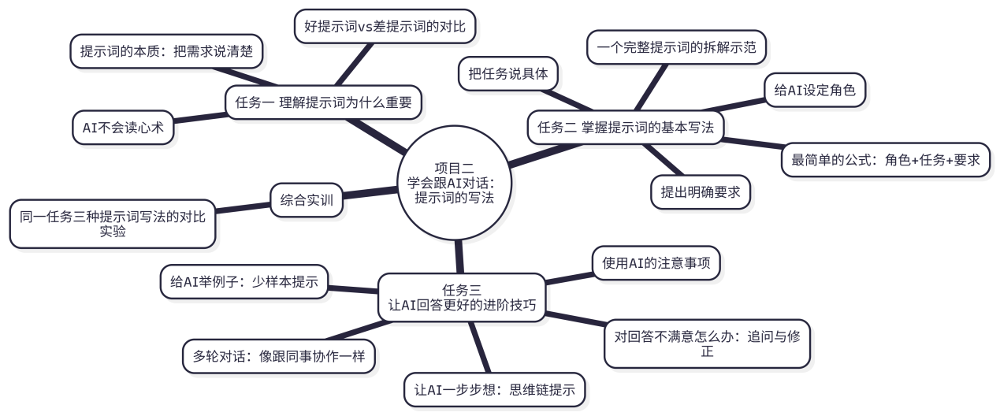 项目二
学会跟AI对话：
提示词的写法
任务一 理解提示词为什么重要
好提示词vs差提示词的对比
提示词的本质：把需求说清楚
AI不会读心术
任务二 掌握提示词的基本写法
把任务说具体
一个完整提示词的拆解示范
给AI设定角色
最简单的公式：角色+任务+要求
提出明确要求
综合实训
同一任务三种提示词写法的对比
实验
任务三
让AI回答更好的进阶技巧
给AI举例子：少样本提示
多轮对话：像跟同事协作一样
让AI一步步想：思维链提示
对回答不满意怎么办：追问与修
正
使用AI的注意事项